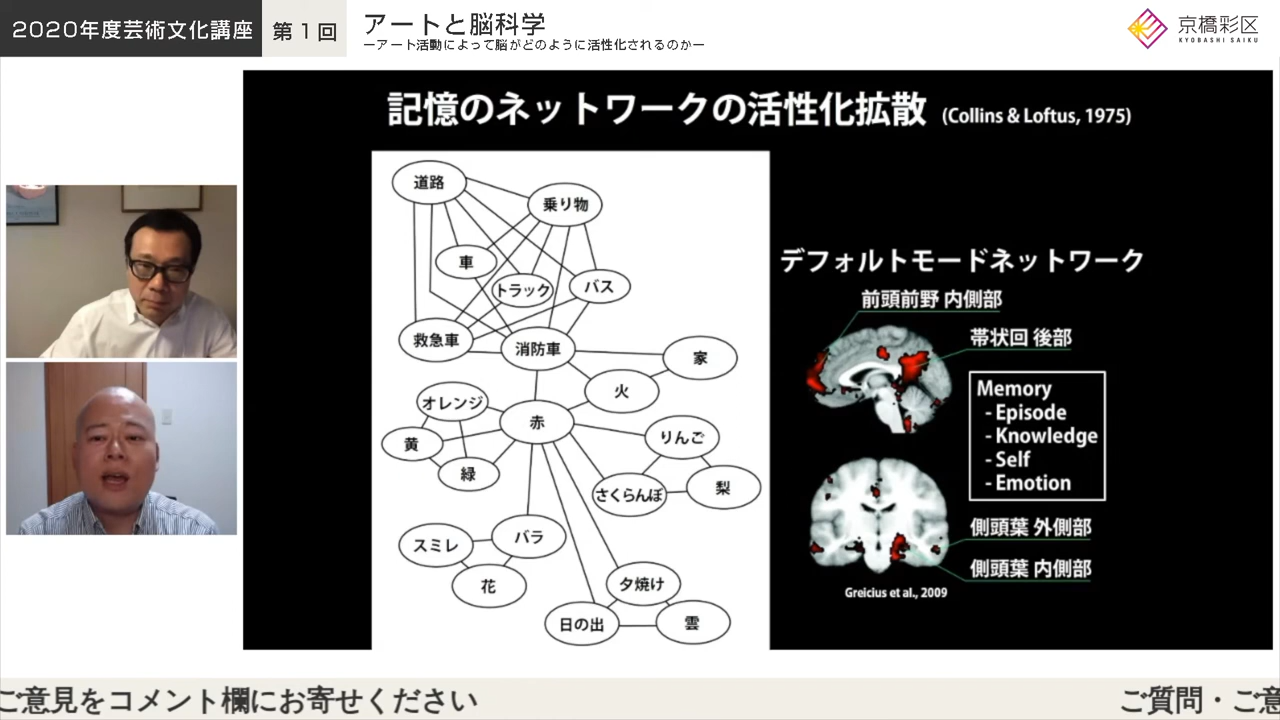 2020年度芸術文化講座
第1回
アートと脳科学
ーアート活動によって脳がどのように活性化されるのかー
京橋彩区
KYOBASHI SAIKU
記憶のネットワークの活性化拡散 (Collins & Loftus, 1975)
道路
乗り物
車
トラック
バス
救急車
消防車
家
火
オレンジ
赤
黄
緑
りんご
さくらんぼ
梨
スミレ
バラ
花
夕焼け
日の出
雲
デフォルトモードネットワーク
前頭前野 内側部
帯状回 後部
Memory
- Episode
- Knowledge
- Self
- Emotion
側頭葉 外側部
側頭葉 内側部
Greicius et al., 2009
ご意見をコメント欄にお寄せください
ご質問・ご意